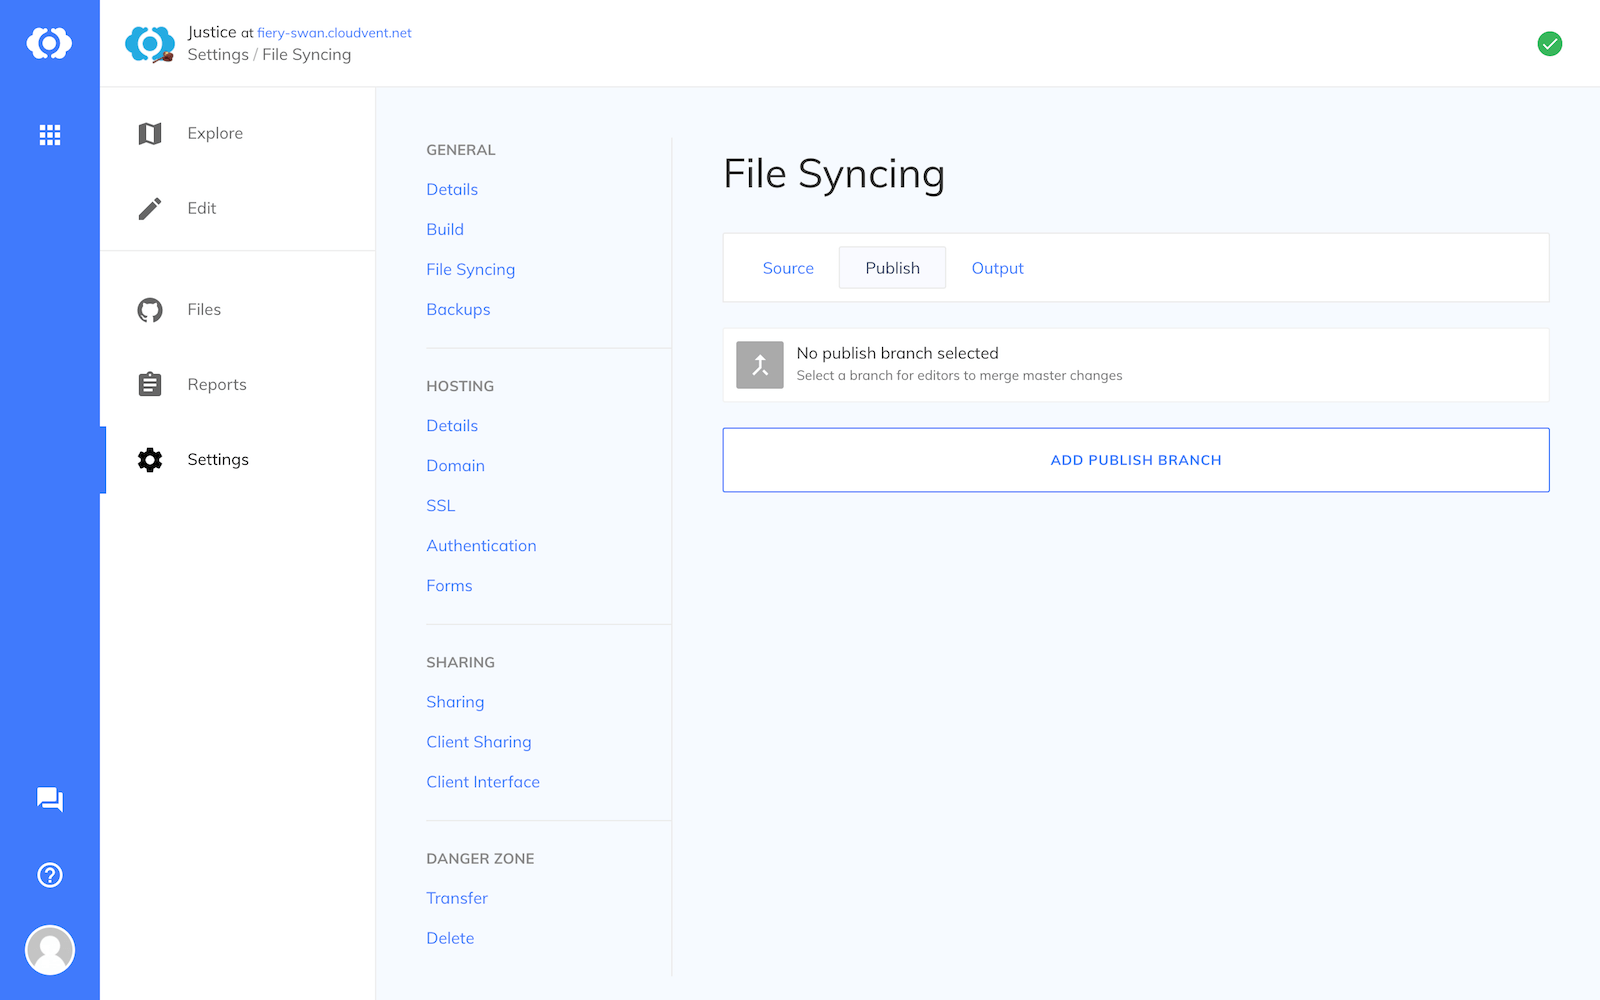 Justice at fiery-swan.cloudvent.net
Settings / File Syncing
Explore
Edit
Files
Reports
Settings
GENERAL
Details
Build
File Syncing
Backups
HOSTING
Details
Domain
SSL
Authentication
Forms
SHARING
Sharing
Client Sharing
Client Interface
DANGER ZONE
Transfer
Delete
File Syncing
Source Publish Output
No publish branch selected
Select a branch for editors to merge master changes
ADD PUBLISH BRANCH